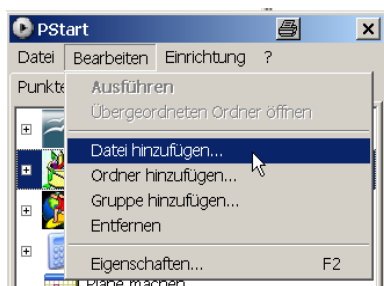 PStart
Datei Bearbeiten Einrichtung ?
Punkte
Ausführen
Übergeordneten Ordner öffnen
Datei hinzufügen...
Ordner hinzufügen...
Gruppe hinzufügen...
Entfernen
Eigenschaften... F2
Pläne machen